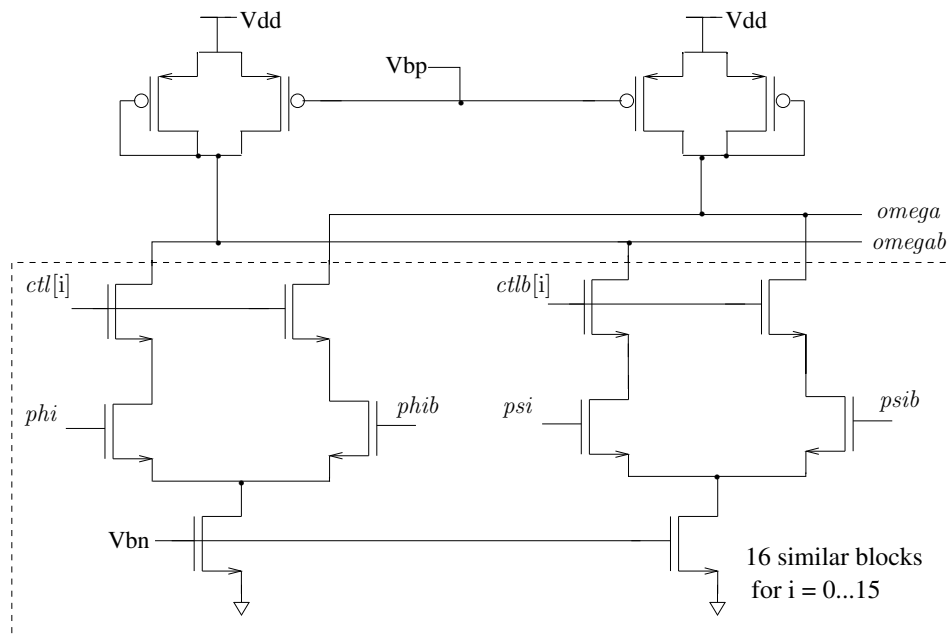 Vdd
Vdd
Vbp
omega
omegab
ctl[i]
ctlb[i]
phi
phib
psi
psib
Vbn
16 similar blocks
for i = 0...15